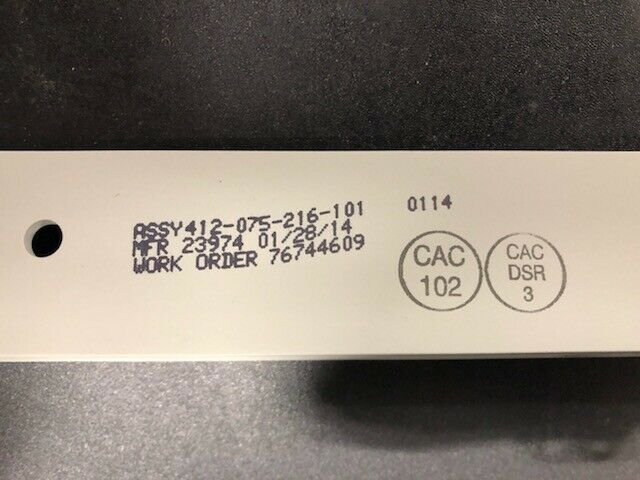 ASSY412-075-216-101
MFR 23974 01/28/14
WORK ORDER 76744609
0114
CAC
102
CAC
DSR
3